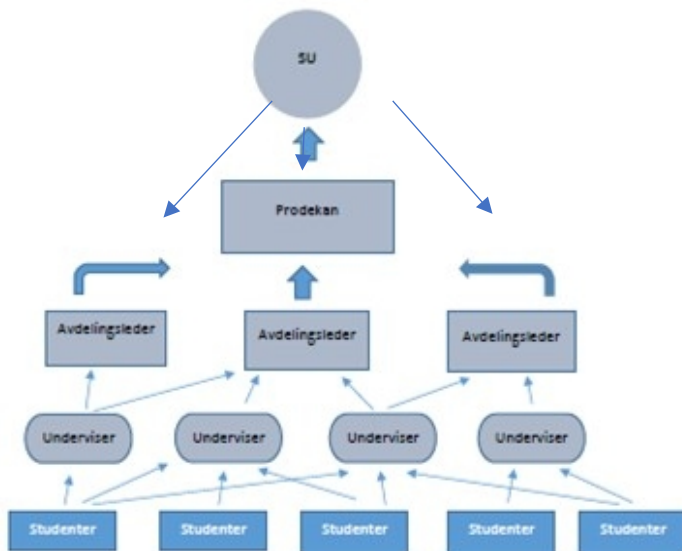 SU
Prodekan
Avdelingsleder
Avdelingsleder
Avdelingsleder
Underviser
Underviser
Underviser
Underviser
Studenter
Studenter
Studenter
Studenter
Studenter